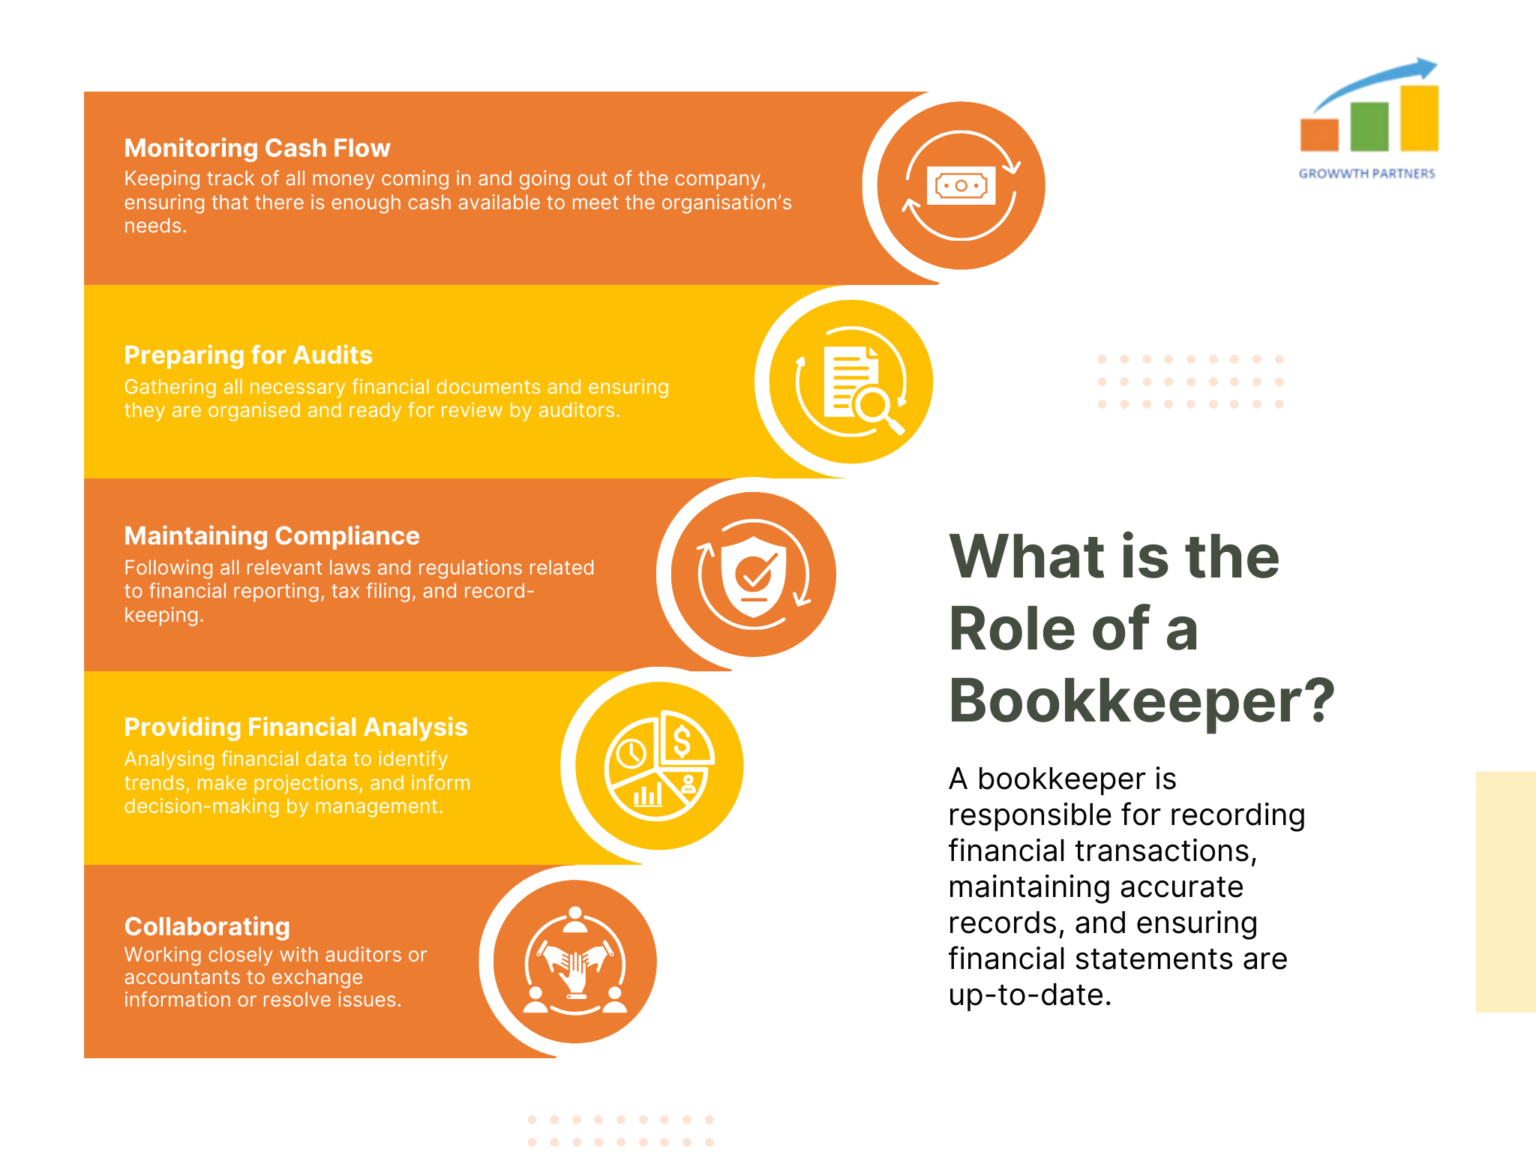 GROWWTH PARTNERS
Monitoring Cash Flow
Keeping track of all money coming in and going out of the company,
ensuring that there is enough cash available to meet the organisation's
needs.
Preparing for Audits
Gathering all necessary financial documents and ensuring
they are organised and ready for review by auditors.
Maintaining Compliance
Following all relevant laws and regulations related
to financial reporting, tax filing, and record-
keeping.
Providing Financial Analysis
Analysing financial data to identify
trends, make projections, and inform
decision-making by management.
Collaborating
Working closely with auditors or
accountants to exchange
information or resolve issues.
What is the
Role of a
Bookkeeper?
A bookkeeper is
responsible for recording
financial transactions,
maintaining accurate
records, and ensuring
financial statements are
up-to-date.
$